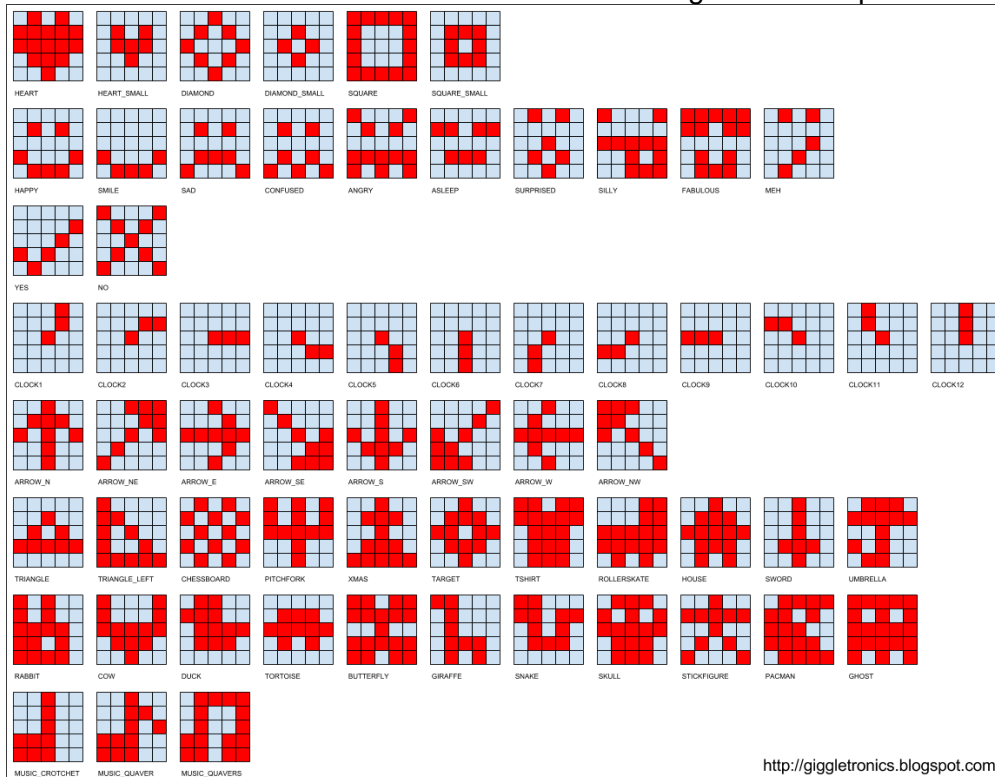 HEART HEART_SMALL DIAMOND DIAMOND_SMALL SQUARE SQUARE_SMALL
HAPPY SMILE SAD CONFUSED ANGRY ASLEEP SURPRISED SILLY FABULOUS MEH
YES NO
CLOCK1 CLOCK2 CLOCK3 CLOCK4 CLOCK5 CLOCK6 CLOCK7 CLOCK8 CLOCK9 CLOCK10 CLOCK11 CLOCK12
ARROW_N ARROW_NE ARROW_E ARROW_SE ARROW_S ARROW_SW ARROW_W ARROW_NW
TRIANGLE TRIANGLE_LEFT CHESSBOARD PITCHFORK XMAS TARGET TSHIRT ROLLERSKATE HOUSE SWORD UMBRELLA
RABBIT COW DUCK TORTOISE BUTTERFLY GIRAFFE SNAKE SKULL STICKFIGURE PACMAN GHOST
MUSIC_CROTCHET MUSIC_QUAVER MUSIC_QUAVERS
http://giggletronics.blogspot.com